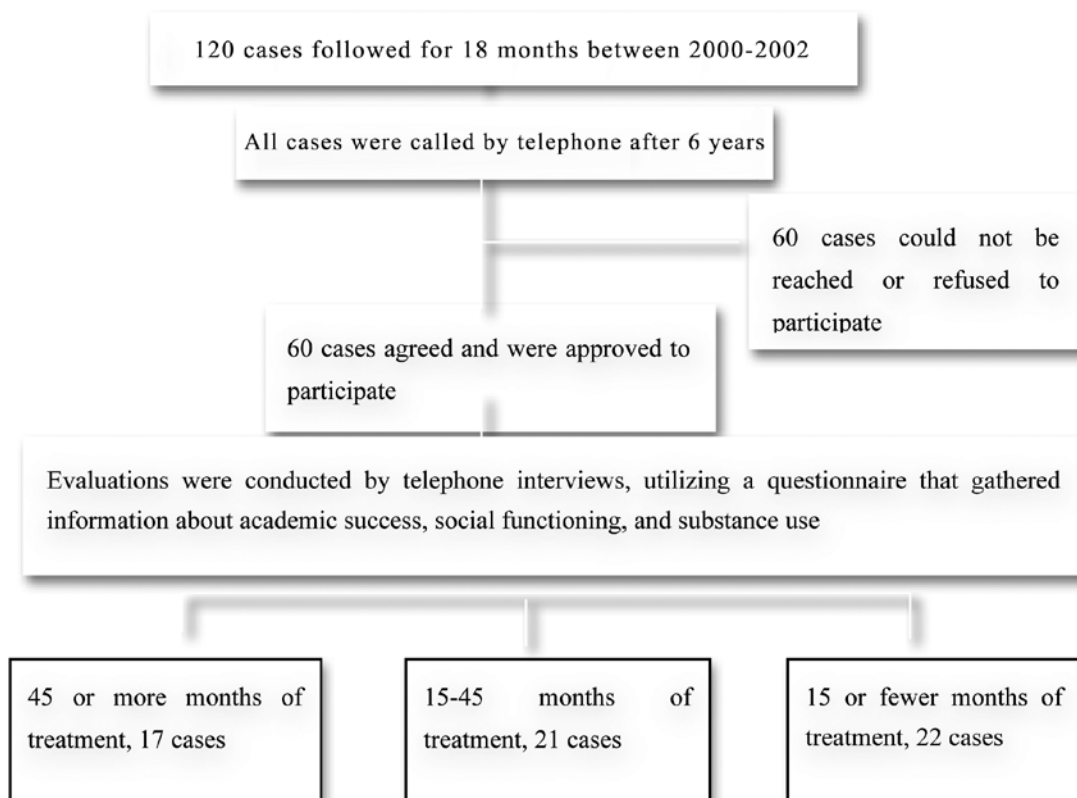 120 cases followed for 18 months between 2000-2002
All cases were called by telephone after 6 years
60 cases could not be
reached or refused to
participate
60 cases agreed and were approved to
participate
Evaluations were conducted by telephone interviews, utilizing a questionnaire that gathered
information about academic success, social functioning, and substance use
45 or more months of
treatment, 17 cases
15-45 months of
treatment, 21 cases
15 or fewer months of
treatment, 22 cases